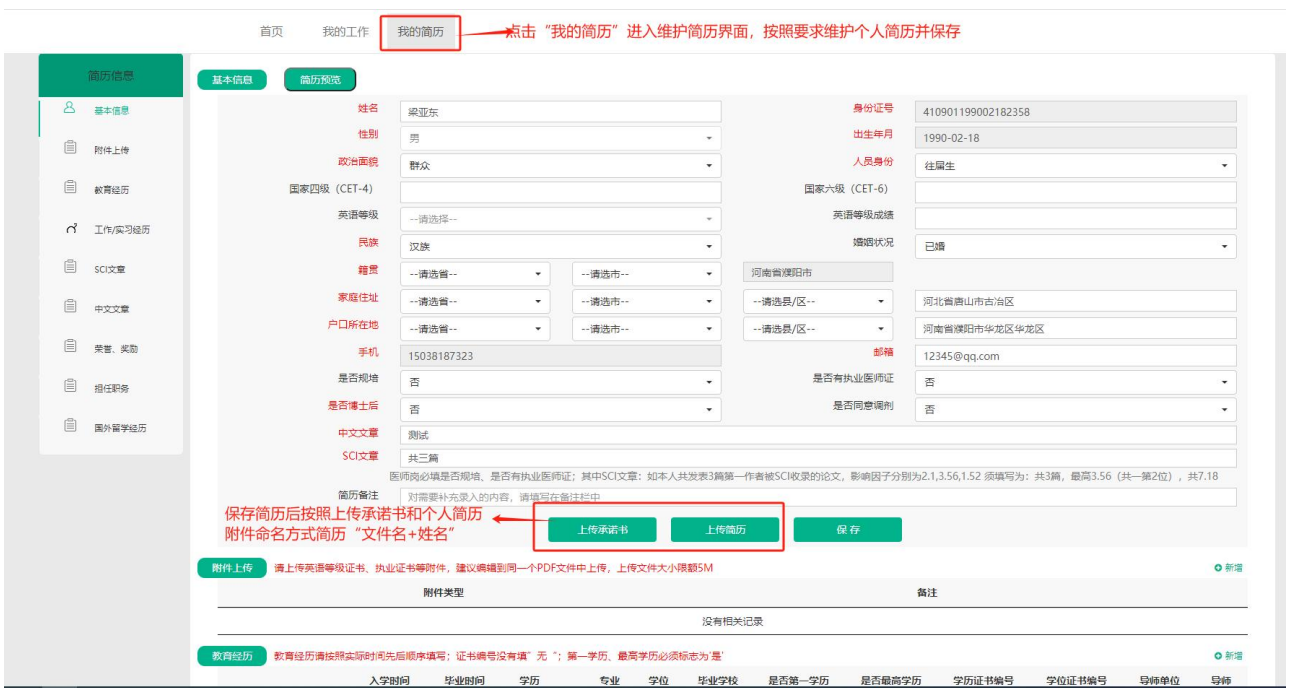 首页 我的工作 我的简历 点击“我的简历”进入维护简历界面，按照要求维护个人简历并保存
简历信息
基本信息
附件上传
教育经历
工作/实习经历
SCI文章
中文文章
荣誉、奖励
担任职务
国外留学经历
基本信息 简历预览
姓名 梁亚东 身份证号 410901199002182358
性别 男 出生年月 1990-02-18
政治面貌 群众 人员身份 往届生
国家四级（CET-4） 国家六级（CET-6）
英语等级 --请选择-- 英语等级成绩
民族 汉族 婚姻状况 已婚
籍贯 --请选省-- --请选市-- 河南省濮阳市
家庭住址 --请选省-- --请选市-- --请选县/区-- 河北省唐山市古冶区
户口所在地 --请选省-- --请选市-- --请选县/区-- 河南省濮阳市华龙区华龙区
手机 15038187323 邮箱 12345@qq.com
是否规培 否 是否有执业医师证 否
是否博士后 否 是否同意调剂 否
中文文章 测试
SCI文章 共三篇
医师岗必填是否规培、是否有执业医师证；其中SCI文章：如本人共发表3篇第一作者被SCI收录的论文，影响因子分别为2.1,3.56,1.52 须填写为：共3篇，最高3.56（共一第2位），共7.18
简历备注 对需要补充录入的内容，请填写在备注栏中
保存简历后按照上传承诺书和个人简历
附件命名方式简历“文件名+姓名”
上传承诺书 上传简历 保 存
附件上传 请上传英语等级证书、执业证书等附件，建议编辑到同一个PDF文件中上传，上传文件大小限额5M 新增
附件类型 备注
没有相关记录
教育经历 教育经历请按照实际时间先后顺序填写；证书编号没有填”无“；第一学历、最高学历必须标志为'是' 新增
入学时间 毕业时间 学历 专业 学位 毕业学校 是否第一学历 是否最高学历 学历证书编号 学位证书编号 导师单位 导师